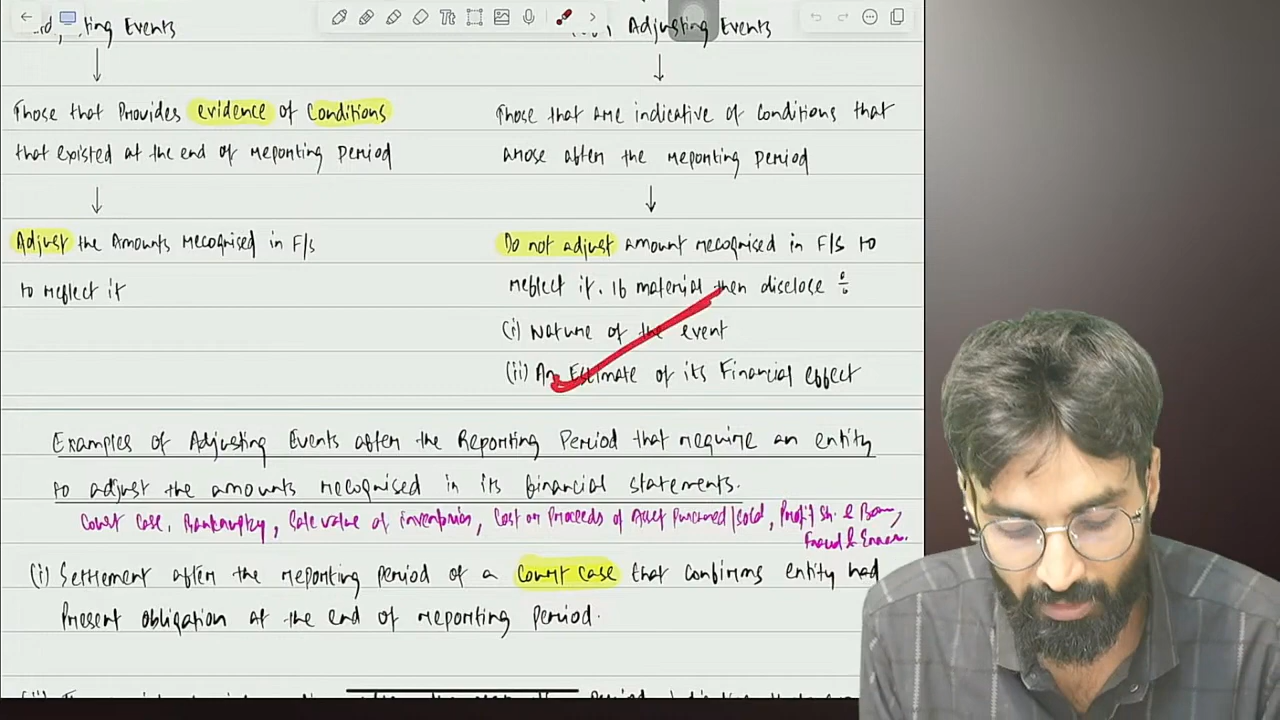 ting Events
Adjusting Events
Those that Provides evidence of Conditions
that existed at the end of reporting Period
Adjust the Amounts recognised in F/s
to reflect it
Those that are indicative of conditions that
arose after the reporting period
Do not adjust amount recognised in F/s to
reflect it. If material then disclose :
(i) Nature of the event
(ii) An Estimate of its Financial effect
Examples of Adjusting Events after the Reporting Period that require an entity
to adjust the amounts recognised in its financial statements.
Court Case, Bankruptcy, Sale value of Inventories, Cost or Proceeds of Asset Purchased/sold, Profit Sh. &
Fraud & Error.
(i) Settlement after the reporting period of a Court case that confirms entity had
Present obligation at the end of reporting period.